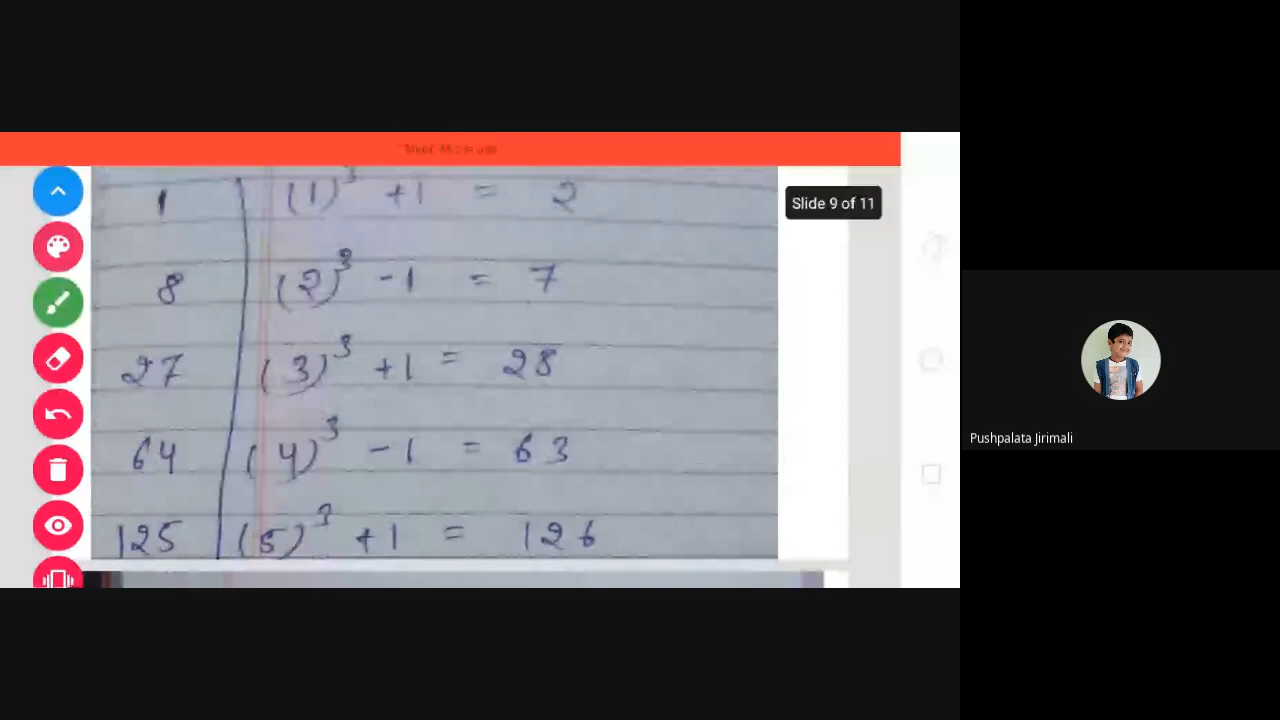 Slide 9 of 11
1 (1)³ +1 = 2
8 (2)³ -1 = 7
27 (3)³ +1 = 28
64 (4)³ -1 = 63
125 (5)³ +1 = 126
Pushpalata Jirimali